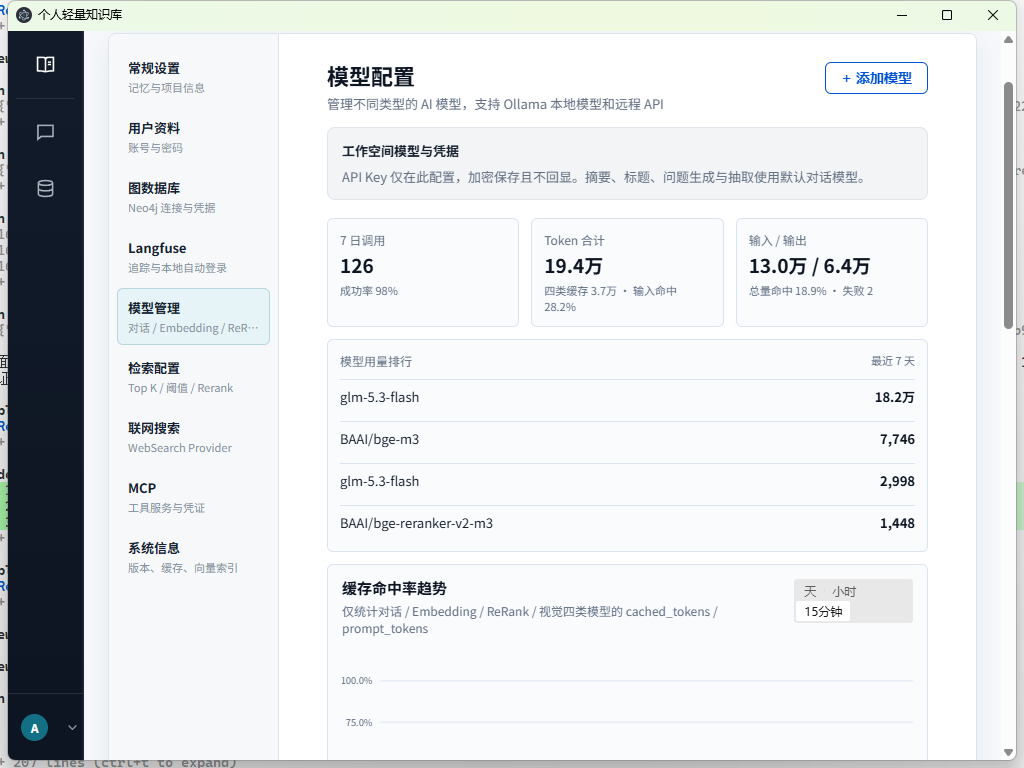 个人轻量知识库
常规设置
记忆与项目信息
用户资料
账号与密码
图数据库
Neo4j 连接与凭据
Langfuse
追踪与本地自动登录
模型管理
对话 / Embedding / ReR···
检索配置
Top K / 阈值 / Rerank
联网搜索
WebSearch Provider
MCP
工具服务与凭证
系统信息
版本、缓存、向量索引
A
模型配置
+ 添加模型
管理不同类型的 AI 模型，支持 Ollama 本地模型和远程 API
工作空间模型与凭据
API Key 仅在此配置，加密保存且不回显。摘要、标题、问题生成与抽取使用默认对话模型。
7 日调用
126
成功率 98%
Token 合计
19.4万
四类缓存 3.7万 · 输入命中
28.2%
输入 / 输出
13.0万 / 6.4万
总量命中 18.9% · 失败 2
模型用量排行
最近 7 天
glm-5.3-flash
18.2万
BAAI/bge-m3
7,746
glm-5.3-flash
2,998
BAAI/bge-reranker-v2-m3
1,448
缓存命中率趋势
仅统计对话 / Embedding / ReRank / 视觉四类模型的 cached_tokens /
prompt_tokens
天 小时
15分钟
100.0%
75.0%
+ 207 lines (ctrl+t to expand)